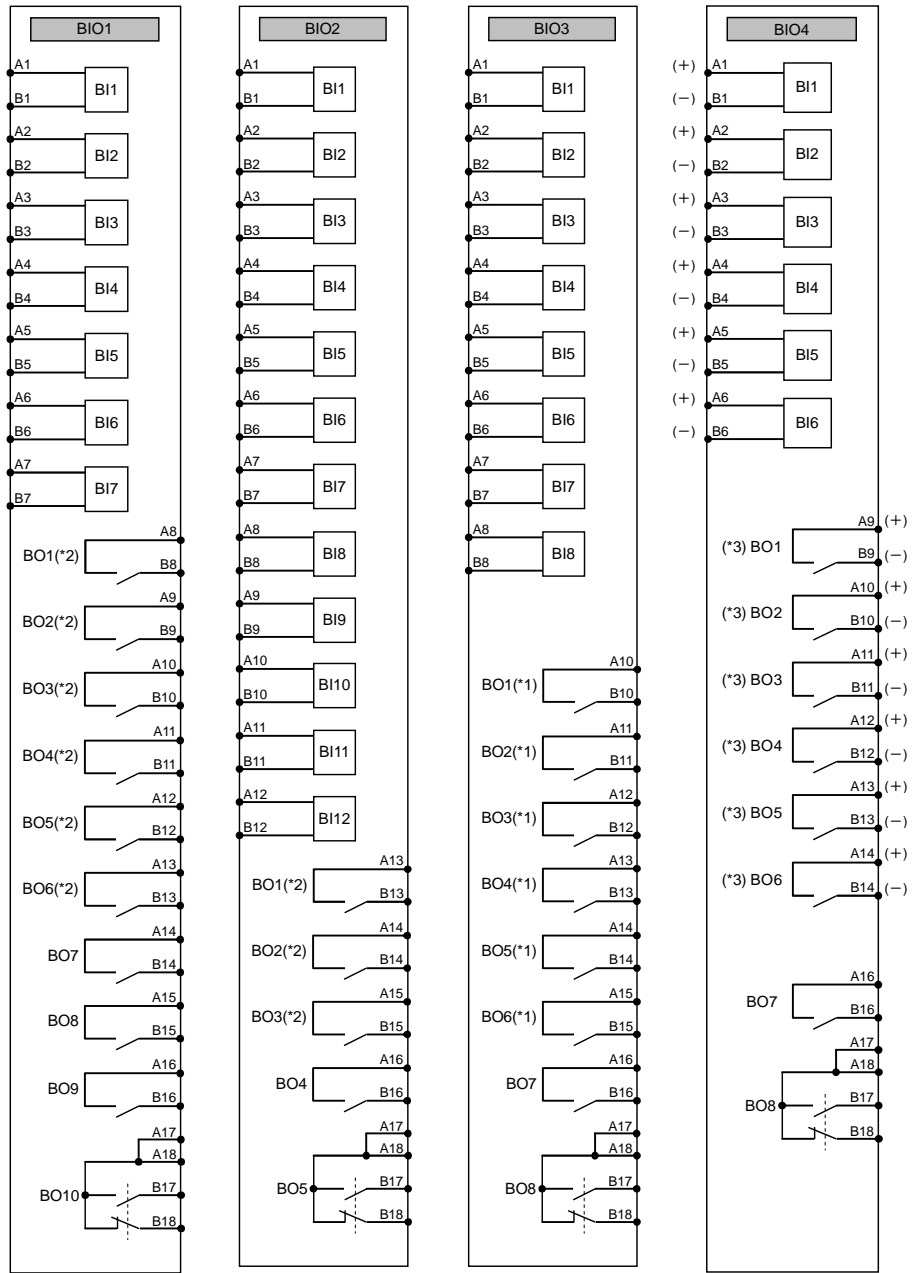 BIO1
A1
BI1
B1
A2
BI2
B2
A3
BI3
B3
A4
BI4
B4
A5
BI5
B5
A6
BI6
B6
A7
BI7
B7
A8
BO1(*2)
B8
A9
BO2(*2)
B9
A10
BO3(*2)
B10
A11
BO4(*2)
B11
A12
BO5(*2)
B12
A13
BO6(*2)
B13
A14
BO7
B14
A15
BO8
B15
A16
BO9
B16
A17
A18
BO10
B17
B18
BIO2
A1
BI1
B1
A2
BI2
B2
A3
BI3
B3
A4
BI4
B4
A5
BI5
B5
A6
BI6
B6
A7
BI7
B7
A8
BI8
B8
A9
BI9
B9
A10
BI10
B10
A11
BI11
B11
A12
BI12
B12
A13
BO1(*2)
B13
A14
BO2(*2)
B14
A15
BO3(*2)
B15
A16
BO4
B16
A17
A18
BO5
B17
B18
BIO3
A1
BI1
B1
A2
BI2
B2
A3
BI3
B3
A4
BI4
B4
A5
BI5
B5
A6
BI6
B6
A7
BI7
B7
A8
BI8
B8
A10
BO1(*1)
B10
A11
BO2(*1)
B11
A12
BO3(*1)
B12
A13
BO4(*1)
B13
A14
BO5(*1)
B14
A15
BO6(*1)
B15
A16
BO7
B16
A17
A18
BO8
B17
B18
BIO4
(+) A1
BI1
(−) B1
(+) A2
BI2
(−) B2
(+) A3
BI3
(−) B3
(+) A4
BI4
(−) B4
(+) A5
BI5
(−) B5
(+) A6
BI6
(−) B6
A9 (+)
(*3) BO1
B9 (−)
A10 (+)
(*3) BO2
B10 (−)
A11 (+)
(*3) BO3
B11 (−)
A12 (+)
(*3) BO4
B12 (−)
A13 (+)
(*3) BO5
B13 (−)
A14 (+)
(*3) BO6
B14 (−)
A16
BO7
B16
A17
A18
BO8
B17
B18